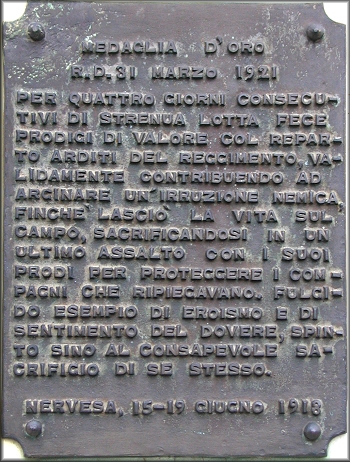 MEDAGLIA D'ORO
R.D. 31 MARZO 1921
PER QUATTRO GIORNI CONSECU-
TIVI DI STRENUA LOTTA FECE
PRODIGI DI VALORE COL REPAR-
TO ARDITI DEL REGGIMENTO, VA-
LIDAMENTE CONTRIBUENDO AD
ARGINARE UN'IRRUZIONE NEMICA,
FINCHE' LASCIO' LA VITA SUL
CAMPO, SACRIFICANDOSI IN UN
ULTIMO ASSALTO CON I SUOI
PRODI PER PROTEGGERE I COM-
PAGNI CHE RIPIEGAVANO. FULGI-
DO ESEMPIO DI EROISMO E DI
SENTIMENTO DEL DOVERE, SPIN-
TO SINO AL CONSAPEVOLE SA-
CRIFICIO DI SE STESSO.
NERVESA, 15-19 GIUGNO 1918